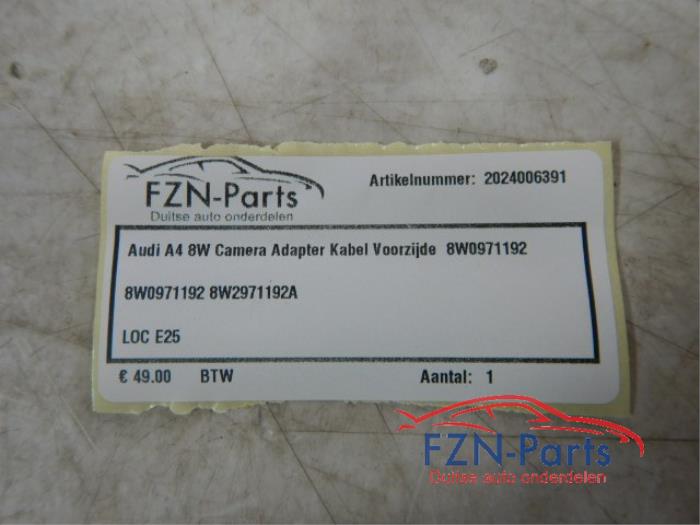 FZN-Parts
Duitse auto onderdelen
Artikelnummer: 2024006391
Audi A4 8W Camera Adapter Kabel Voorzijde 8W0971192
8W0971192 8W2971192A
LOC E25
€ 49.00 BTW Aantal: 1
FZN-Parts
Duitse auto onderdelen